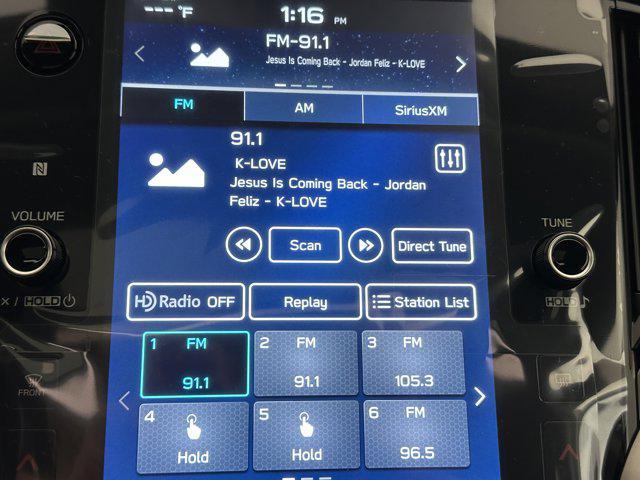 --- °F
1:16 PM
FM-91.1
Jesus Is Coming Back - Jordan Feliz - K-LOVE
FM
AM
SiriusXM
91.1
K-LOVE
Jesus Is Coming Back - Jordan
Feliz - K-LOVE
VOLUME
TUNE
Scan
Direct Tune
× / HOLD
HOLD
HD Radio OFF
Replay
Station List
1 FM
91.1
2 FM
91.1
3 FM
105.3
FRONT
4
Hold
5
Hold
6 FM
96.5